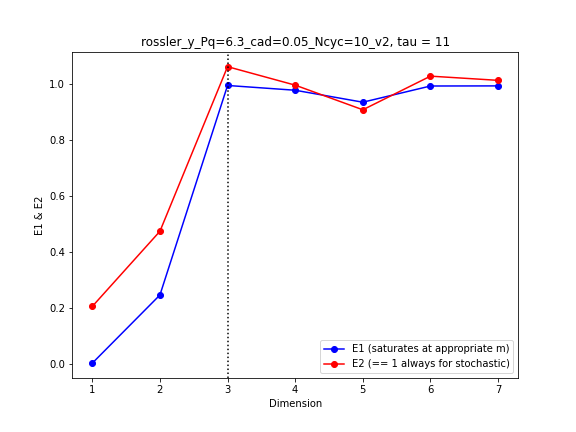 rossler_y_Pq=6.3_cad=0.05_Ncyc=10_v2, tau = 11
1.0
0.8
0.6
0.4
0.2
0.0
E1 & E2
E1 (saturates at appropriate m)
E2 (== 1 always for stochastic)
1 2 3 4 5 6 7
Dimension